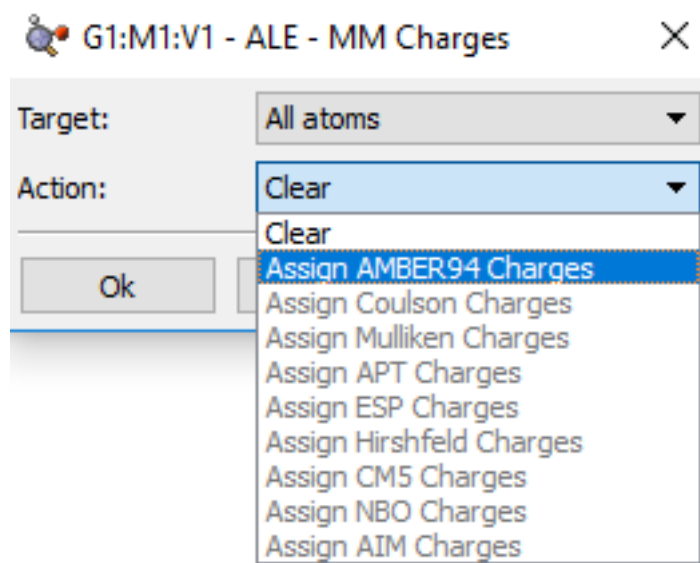 G1:M1:V1 - ALE - MM Charges
Target: All atoms
Action: Clear
Clear
Assign AMBER94 Charges
Ok
Assign Coulson Charges
Assign Mulliken Charges
Assign APT Charges
Assign ESP Charges
Assign Hirshfeld Charges
Assign CM5 Charges
Assign NBO Charges
Assign AIM Charges